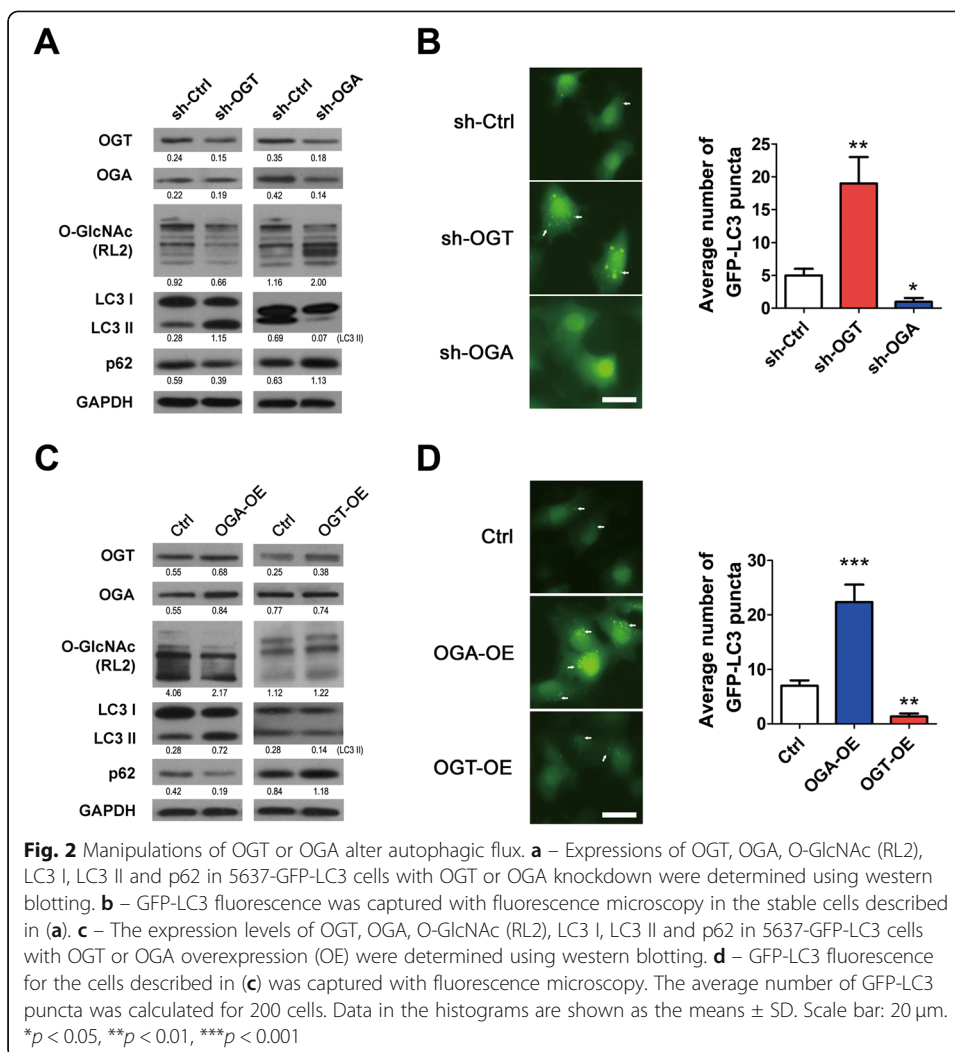 A
sh-Ctrl sh-OGT sh-Ctrl sh-OGA
OGT
0.24 0.15 0.35 0.18
OGA
0.22 0.19 0.42 0.14
O-GlcNAc
(RL2)
0.92 0.66 1.16 2.00
LC3 I
LC3 II
0.28 1.15 0.69 0.07 (LC3 II)
p62
0.59 0.39 0.63 1.13
GAPDH
B
sh-Ctrl
sh-OGT
sh-OGA
Average number of
GFP-LC3 puncta
25
20
15
10
5
0
**
*
sh-Ctrl sh-OGT sh-OGA
C
Ctrl OGA-OE Ctrl OGT-OE
OGT
0.55 0.68 0.25 0.38
OGA
0.55 0.84 0.77 0.74
O-GlcNAc
(RL2)
4.06 2.17 1.12 1.22
LC3 I
LC3 II
0.28 0.72 0.28 0.14 (LC3 II)
p62
0.42 0.19 0.84 1.18
GAPDH
D
Ctrl
OGA-OE
OGT-OE
Average number of
GFP-LC3 puncta
30
20
10
0
***
**
Ctrl OGA-OE OGT-OE
Fig. 2 Manipulations of OGT or OGA alter autophagic flux. a – Expressions of OGT, OGA, O-GlcNAc (RL2),
LC3 I, LC3 II and p62 in 5637-GFP-LC3 cells with OGT or OGA knockdown were determined using western
blotting. b – GFP-LC3 fluorescence was captured with fluorescence microscopy in the stable cells described
in (a). c – The expression levels of OGT, OGA, O-GlcNAc (RL2), LC3 I, LC3 II and p62 in 5637-GFP-LC3 cells
with OGT or OGA overexpression (OE) were determined using western blotting. d – GFP-LC3 fluorescence
for the cells described in (c) was captured with fluorescence microscopy. The average number of GFP-LC3
puncta was calculated for 200 cells. Data in the histograms are shown as the means ± SD. Scale bar: 20 μm.
*p < 0.05, **p < 0.01, ***p < 0.001